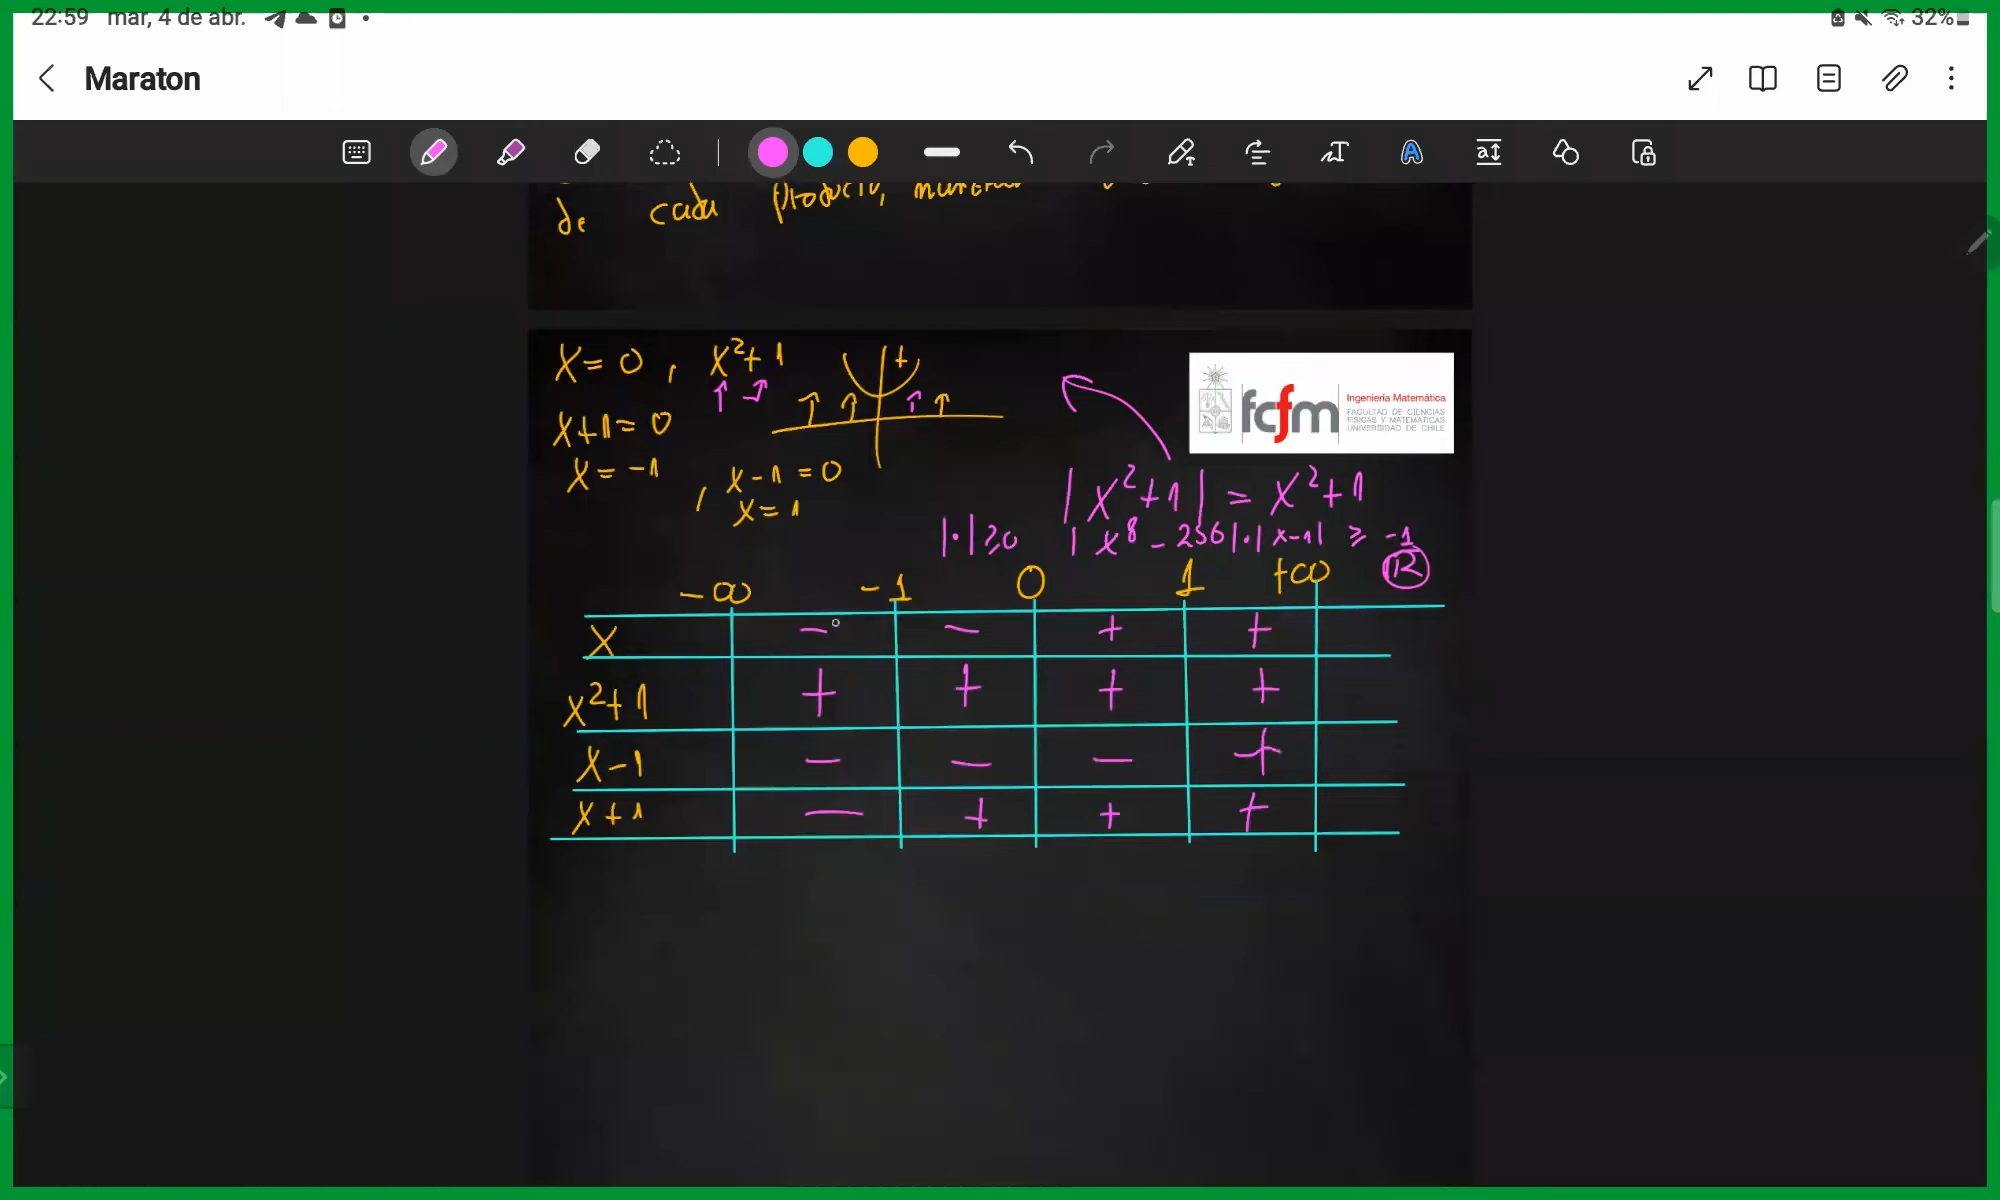 22:59 mar, 4 de abr. 32%
Maraton
de cada producto,
X = 0 , X²+1 +
X+1 = 0
X = -1 , X-1 = 0
X = 1
fcfm
Ingeniería Matemática
FACULTAD DE CIENCIAS
FÍSICAS Y MATEMÁTICAS
UNIVERSIDAD DE CHILE
|X²+1| = X²+1
|·| ≥ 0 |X⁸ - 256|·|X-1| ≥ -1
ℝ
-∞ -1 0 1 +∞
X - - + +
X²+1 + + + +
X-1 - - - +
X+1 - + + +